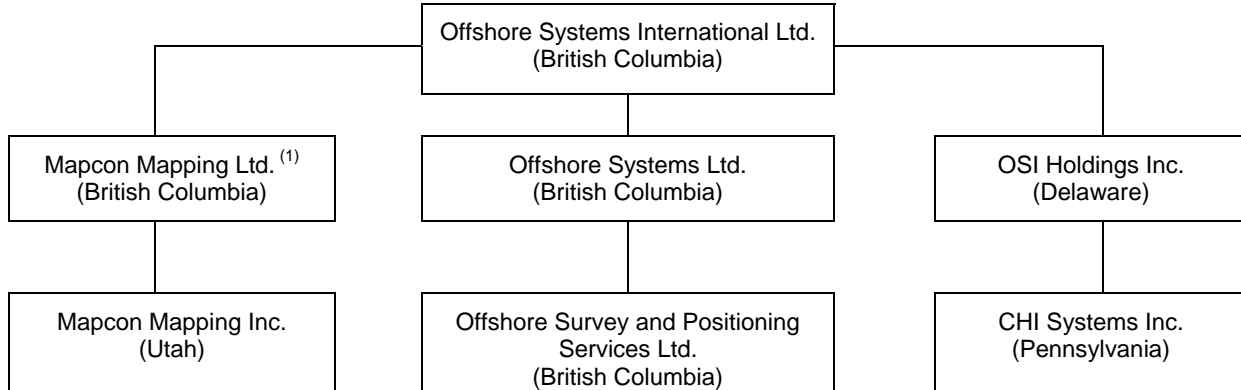 Offshore Systems International Ltd.
(British Columbia)
Mapcon Mapping Ltd. (1)
(British Columbia)
Offshore Systems Ltd.
(British Columbia)
OSI Holdings Inc.
(Delaware)
Mapcon Mapping Inc.
(Utah)
Offshore Survey and Positioning
Services Ltd.
(British Columbia)
CHI Systems Inc.
(Pennsylvania)